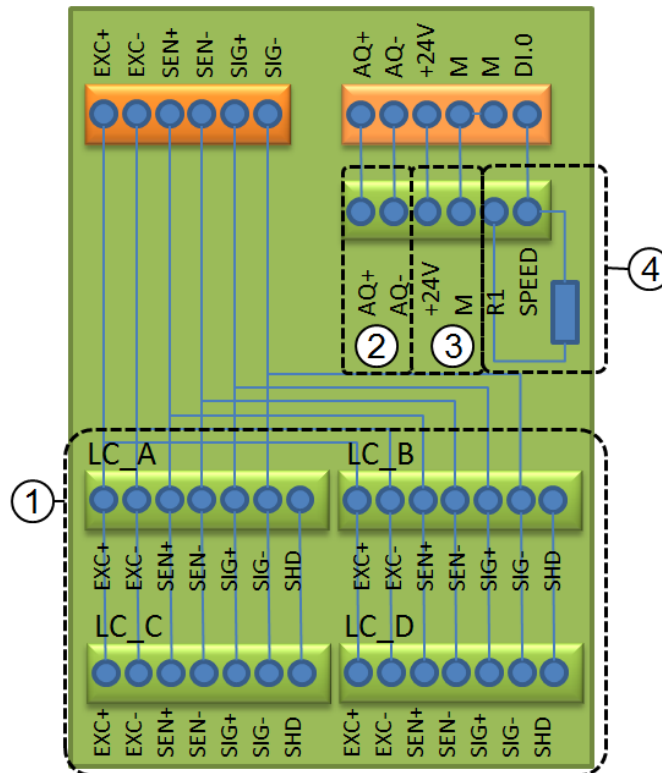 EXC+ EXC- SEN+ SEN- SIG+ SIG-
AQ+ AQ- +24V M M DI.0
AQ+ AQ- +24V M R1 SPEED
2 3 4
1
LC_A LC_B
EXC+ EXC- SEN+ SEN- SIG+ SIG- SHD
EXC+ EXC- SEN+ SEN- SIG+ SIG- SHD
LC_C LC_D
EXC+ EXC- SEN+ SEN- SIG+ SIG- SHD
EXC+ EXC- SEN+ SEN- SIG+ SIG- SHD